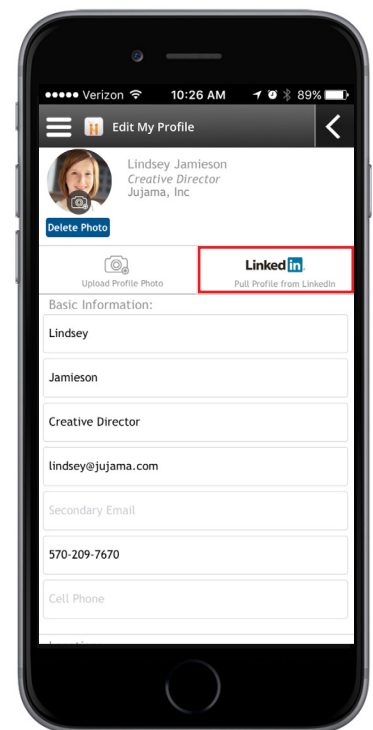 Verizon 10:26 AM 89%
Edit My Profile
Lindsey Jamieson
Creative Director
Jujama, Inc
Delete Photo
Upload Profile Photo
Linked in
Pull Profile from LinkedIn
Basic Information:
Lindsey
Jamieson
Creative Director
lindsey@jujama.com
Secondary Email
570-209-7670
Cell Phone